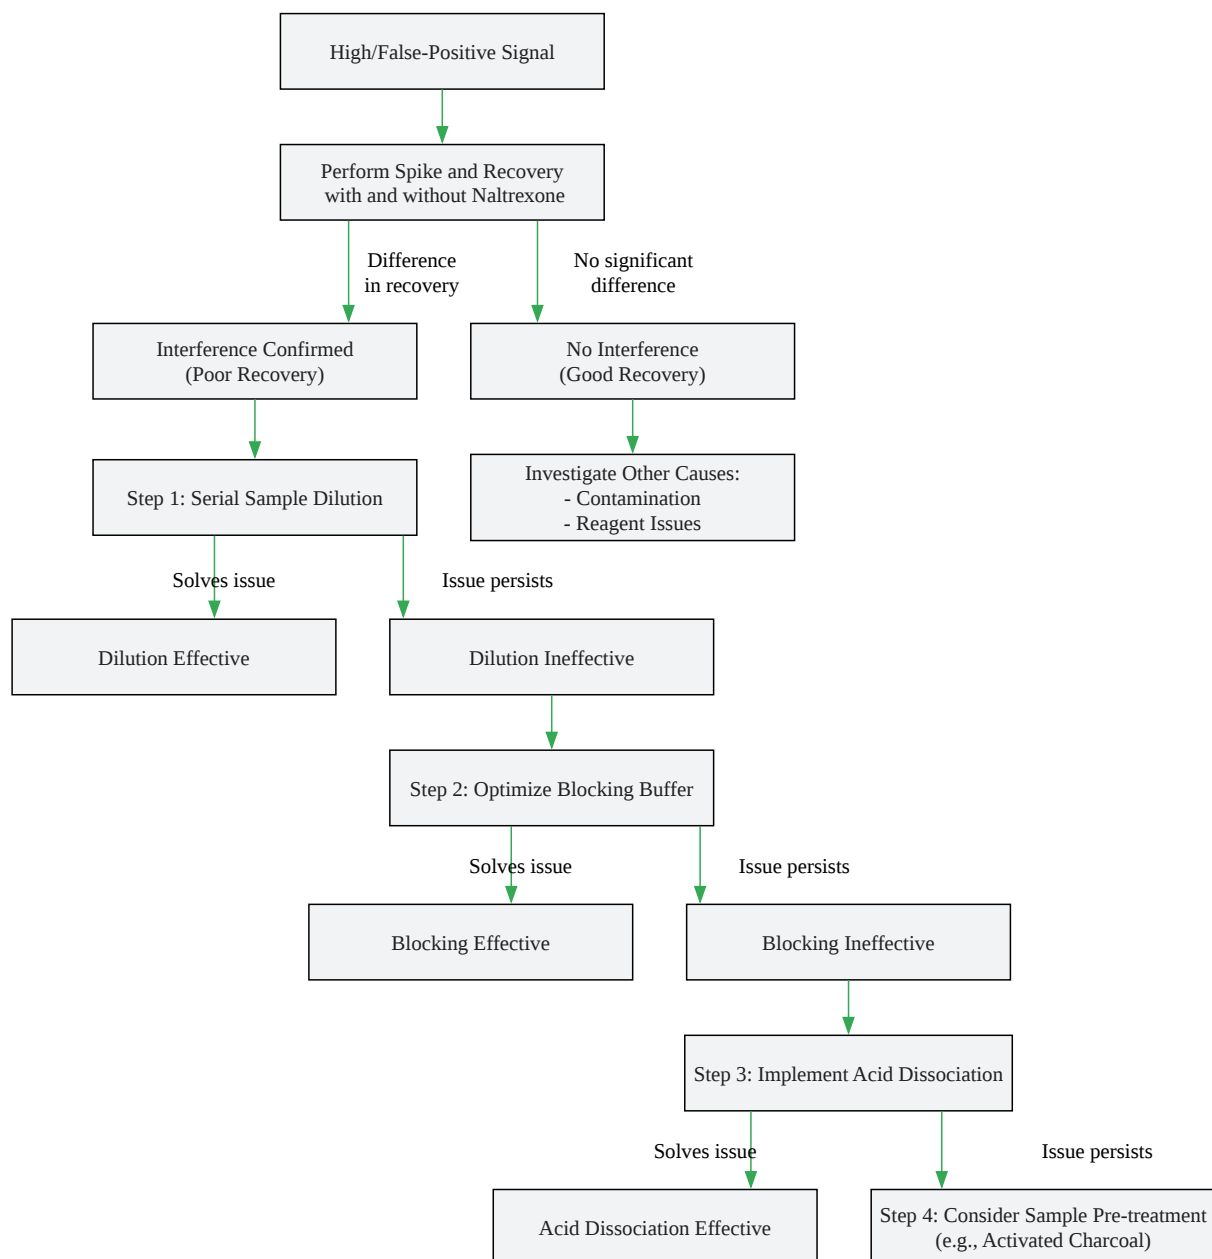 High/False-Positive Signal
Perform Spike and Recovery
with and without Naltrexone
Difference
in recovery
No significant
difference
Interference Confirmed
(Poor Recovery)
No Interference
(Good Recovery)
Step 1: Serial Sample Dilution
Investigate Other Causes:
- Contamination
- Reagent Issues
Solves issue
Issue persists
Dilution Effective
Dilution Ineffective
Step 2: Optimize Blocking Buffer
Solves issue
Issue persists
Blocking Effective
Blocking Ineffective
Step 3: Implement Acid Dissociation
Solves issue
Issue persists
Acid Dissociation Effective
Step 4: Consider Sample Pre-treatment
(e.g., Activated Charcoal)